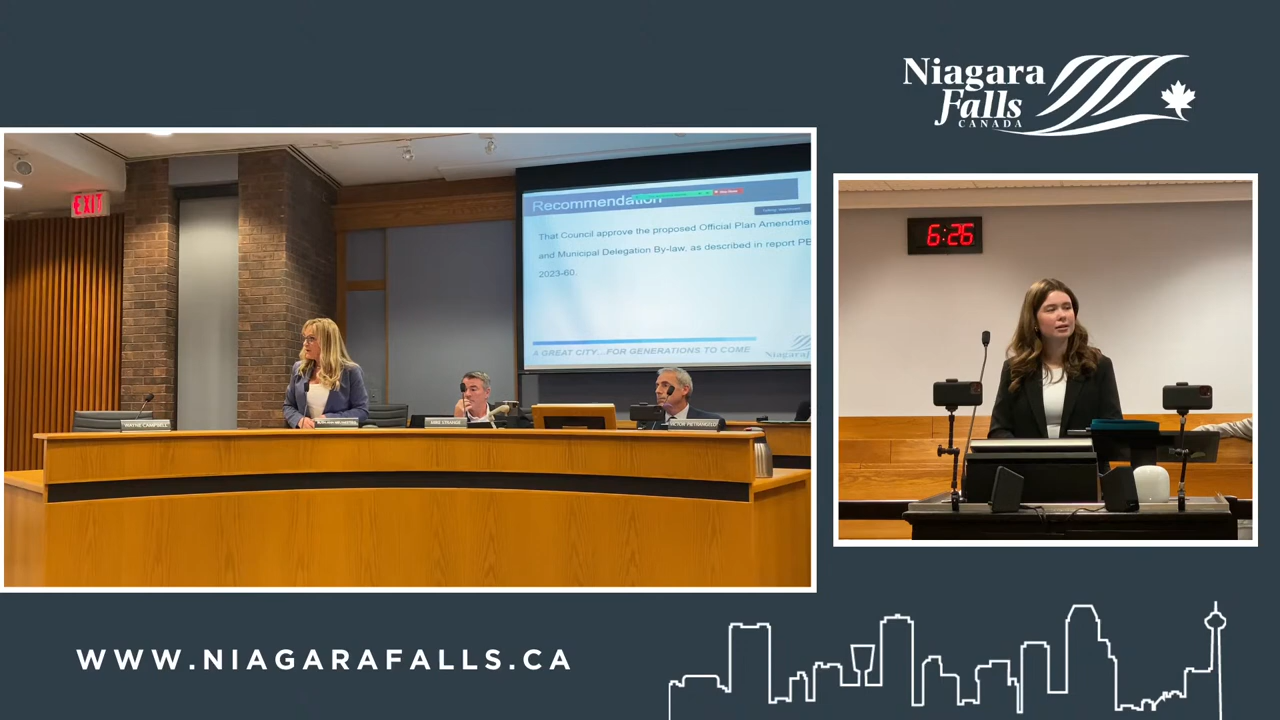 Niagara
Falls
CANADA
EXIT
Recommendation
That Council approve the proposed Official Plan Amendme
and Municipal Delegation By-law, as described in report PB
2023-60.
A GREAT CITY...FOR GENERATIONS TO COME
Niagara
WAYNE CAMPBELL
MIKE STRANGE
VICTOR PIETRANGELO
6:26
WWW.NIAGARAFALLS.CA